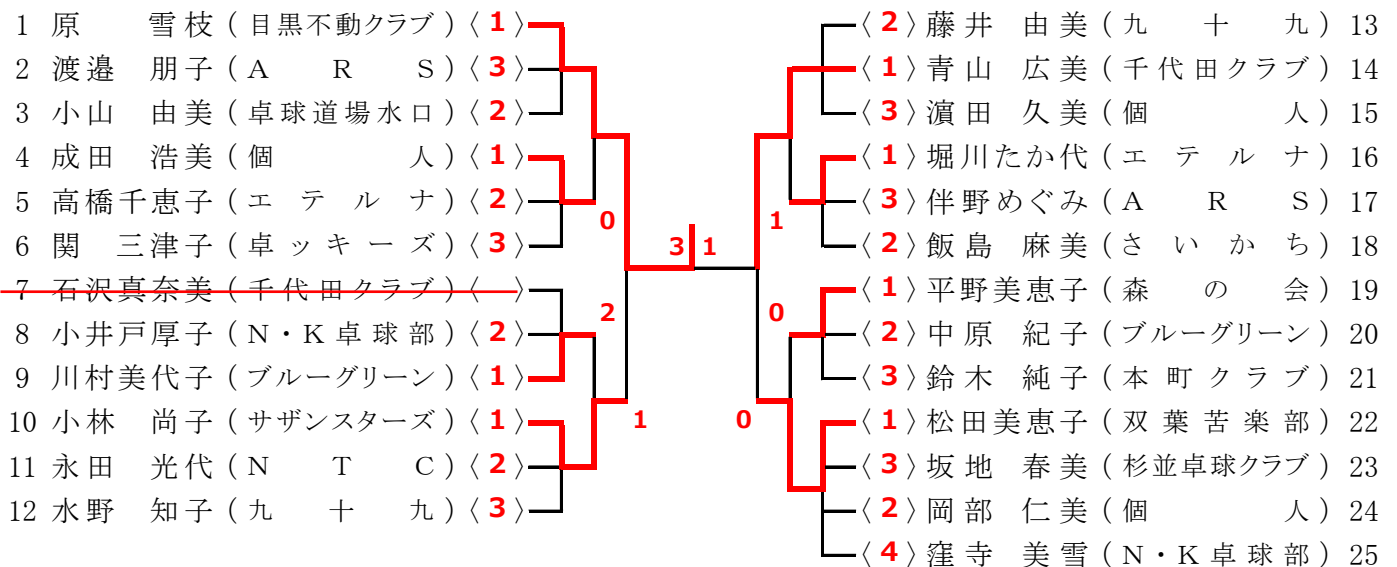 1 原 雪枝 ( 目黒不動クラブ ) 〈 1 〉
2 渡邉 朋子 ( A R S ) 〈 3 〉
3 小山 由美 ( 卓球道場水口 ) 〈 2 〉
4 成田 浩美 ( 個 人 ) 〈 1 〉
5 高橋千恵子 ( エ テ ル ナ ) 〈 2 〉
6 関 三津子 ( 卓ッキーズ ) 〈 3 〉
7 石沢真奈美 ( 千代田クラブ ) 〈 〉
8 小井戸厚子 ( N・K卓球部 ) 〈 2 〉
9 川村美代子 ( ブルーグリーン ) 〈 1 〉
10 小林 尚子 ( サザンスターズ ) 〈 1 〉
11 永田 光代 ( N T C ) 〈 2 〉
12 水野 知子 ( 九 十 九 ) 〈 3 〉
0
2
1
3 1
1
0
0
〈 2 〉 藤井 由美 ( 九 十 九 ) 13
〈 1 〉 青山 広美 ( 千代田クラブ ) 14
〈 3 〉 濵田 久美 ( 個 人 ) 15
〈 1 〉 堀川たか代 ( エ テ ル ナ ) 16
〈 3 〉 伴野めぐみ ( A R S ) 17
〈 2 〉 飯島 麻美 ( さ い か ち ) 18
〈 1 〉 平野美恵子 ( 森 の 会 ) 19
〈 2 〉 中原 紀子 ( ブルーグリーン ) 20
〈 3 〉 鈴木 純子 ( 本町クラブ ) 21
〈 1 〉 松田美恵子 ( 双葉苦楽部 ) 22
〈 3 〉 坂地 春美 ( 杉並卓球クラブ ) 23
〈 2 〉 岡部 仁美 ( 個 人 ) 24
〈 4 〉 窪寺 美雪 ( N・K卓球部 ) 25